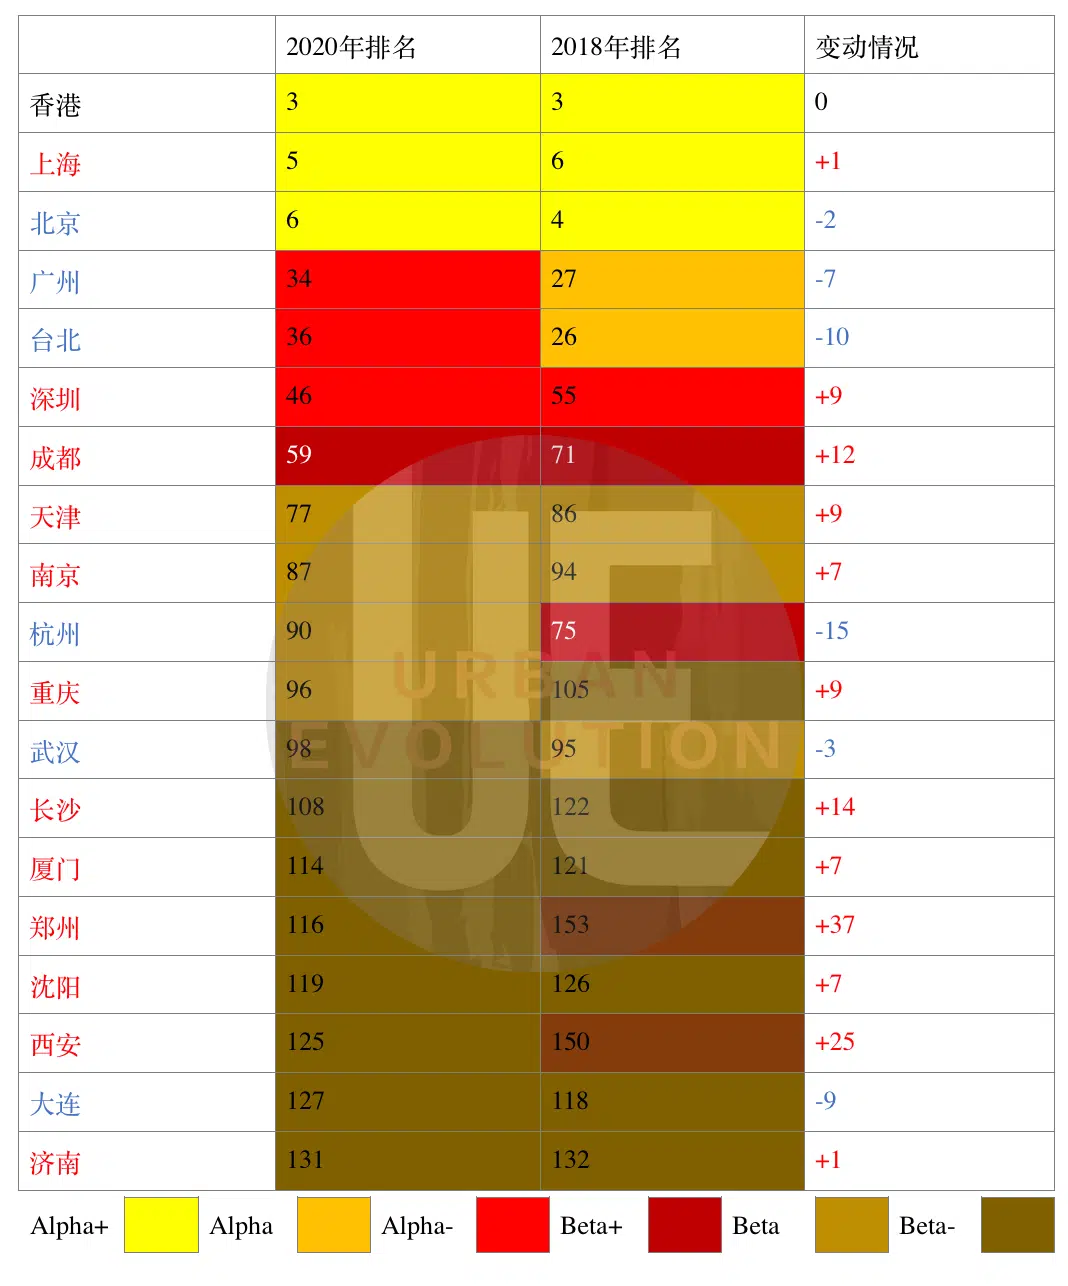 2020年排名 2018年排名 变动情况
香港 3 3 0
上海 5 6 +1
北京 6 4 -2
广州 34 27 -7
台北 36 26 -10
深圳 46 55 +9
成都 59 71 +12
天津 77 86 +9
南京 87 94 +7
杭州 90 75 -15
重庆 96 105 +9
武汉 98 95 -3
长沙 108 122 +14
厦门 114 121 +7
郑州 116 153 +37
沈阳 119 126 +7
西安 125 150 +25
大连 127 118 -9
济南 131 132 +1
Alpha+ Alpha Alpha- Beta+ Beta Beta-
UE
URBAN
EVOLUTION